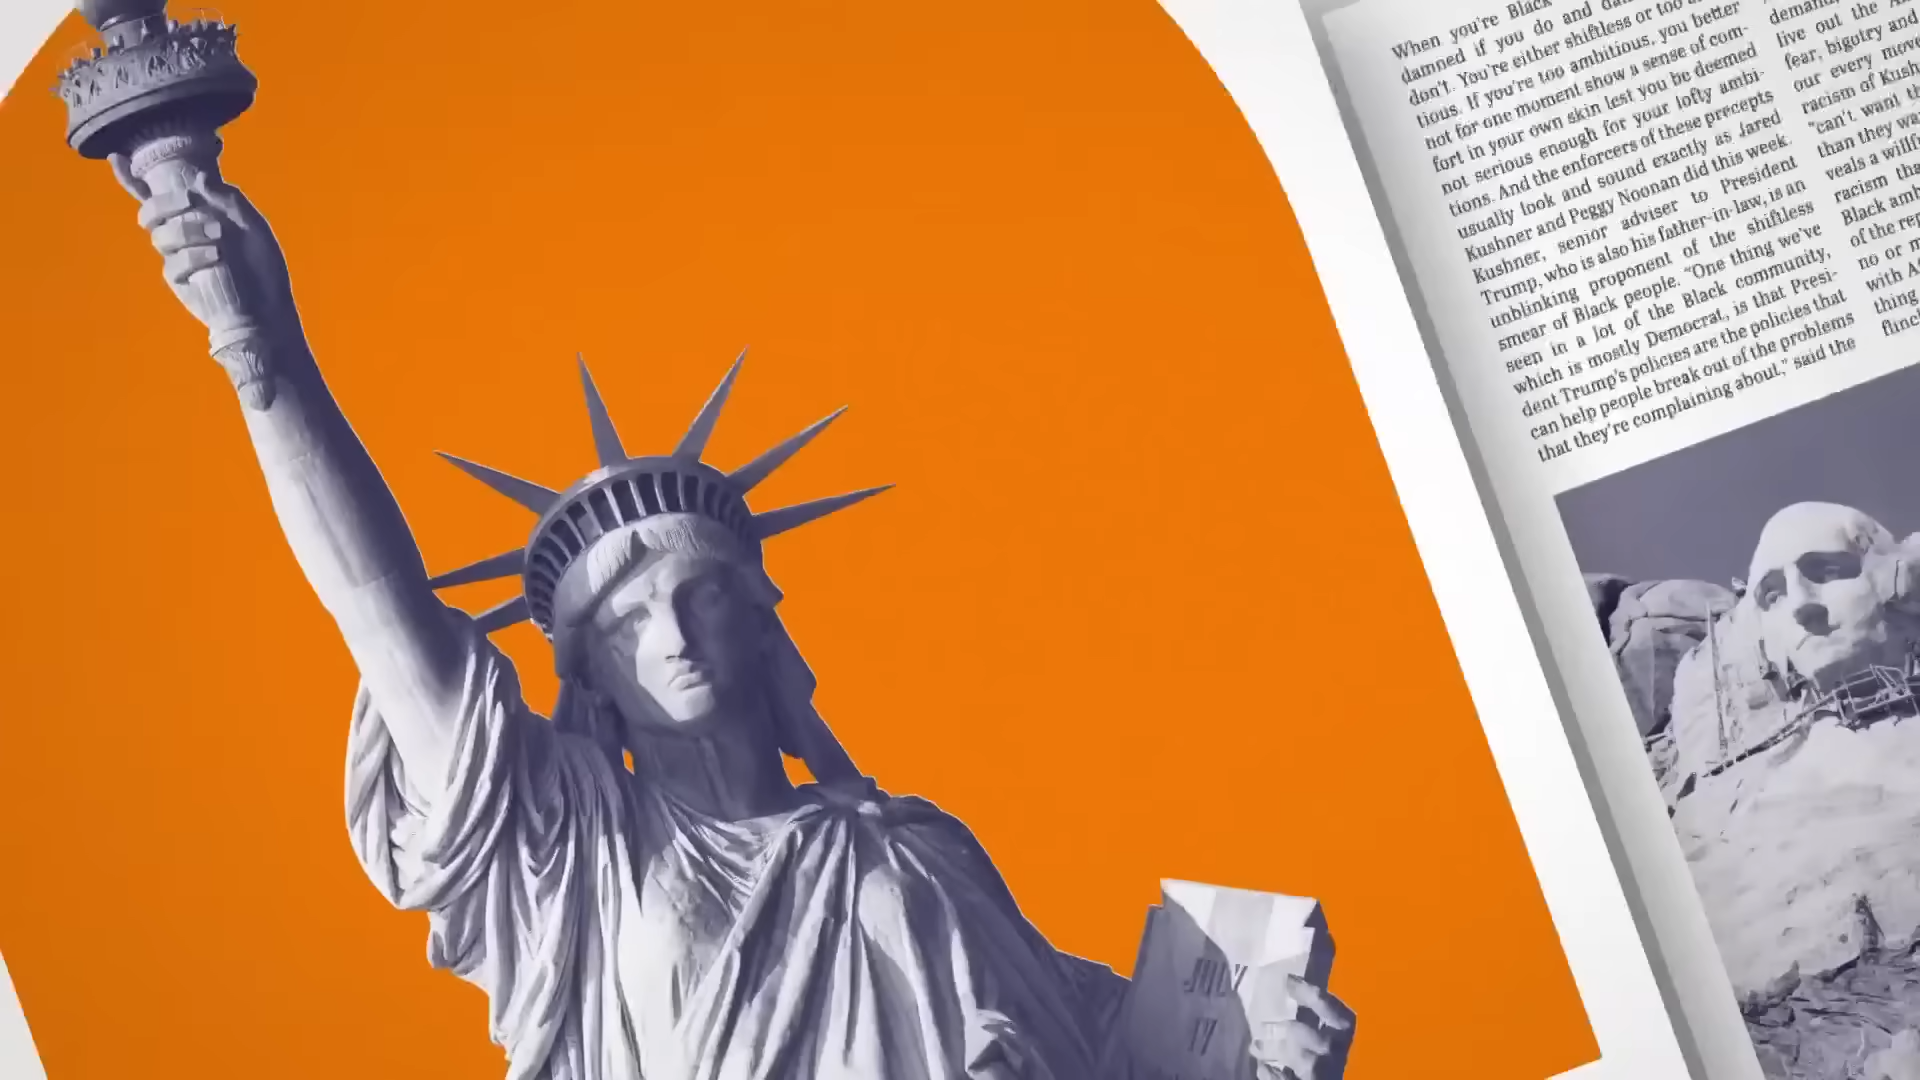 When you're Black
damned if you do and
don't. You're either shiftless or too
tious. If you're too ambitious, you better
not for one moment show a sense of com-
fort in your own skin lest you be deemed
not serious enough for your lofty ambi-
tions. And the enforcers of these precepts
usually look and sound exactly as Jared
Kushner and Peggy Noonan did this week.
Kushner, senior adviser to President
Trump, who is also his father-in-law, is an
unblinking proponent of the shiftless
smear of Black people. "One thing we've
seen in a lot of the Black community,
which is mostly Democrat, is that Presi-
dent Trump's policies are the policies that
can help people break out of the problems
that they're complaining about," said the
live out the
fear, bigotry and
our every move
racism of Kush
"can't want th
than they wa
veals a willf
racism tha
Black amb
of the rep
no or m
with A
thing
flinc
JULY